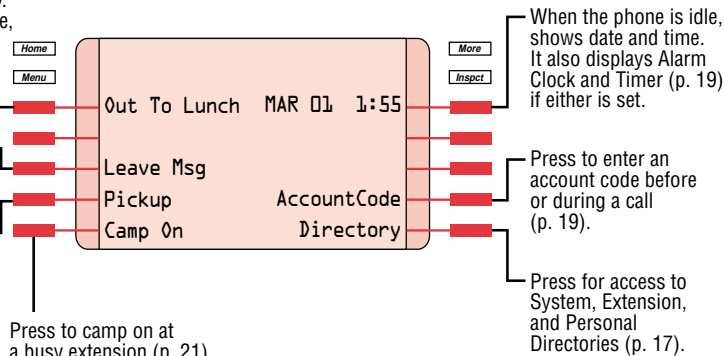 y.
e,
Home
Menu
More
Inspct
Out To Lunch MAR 01 1:55
Leave Msg
Pickup AccountCode
Camp On Directory
When the phone is idle,
shows date and time.
It also displays Alarm
Clock and Timer (p. 19)
if either is set.
Press to enter an
account code before
or during a call
(p. 19).
Press for access to
System, Extension,
and Personal
Directories (p. 17).
Press to camp on at
a busy extension (p. 21)